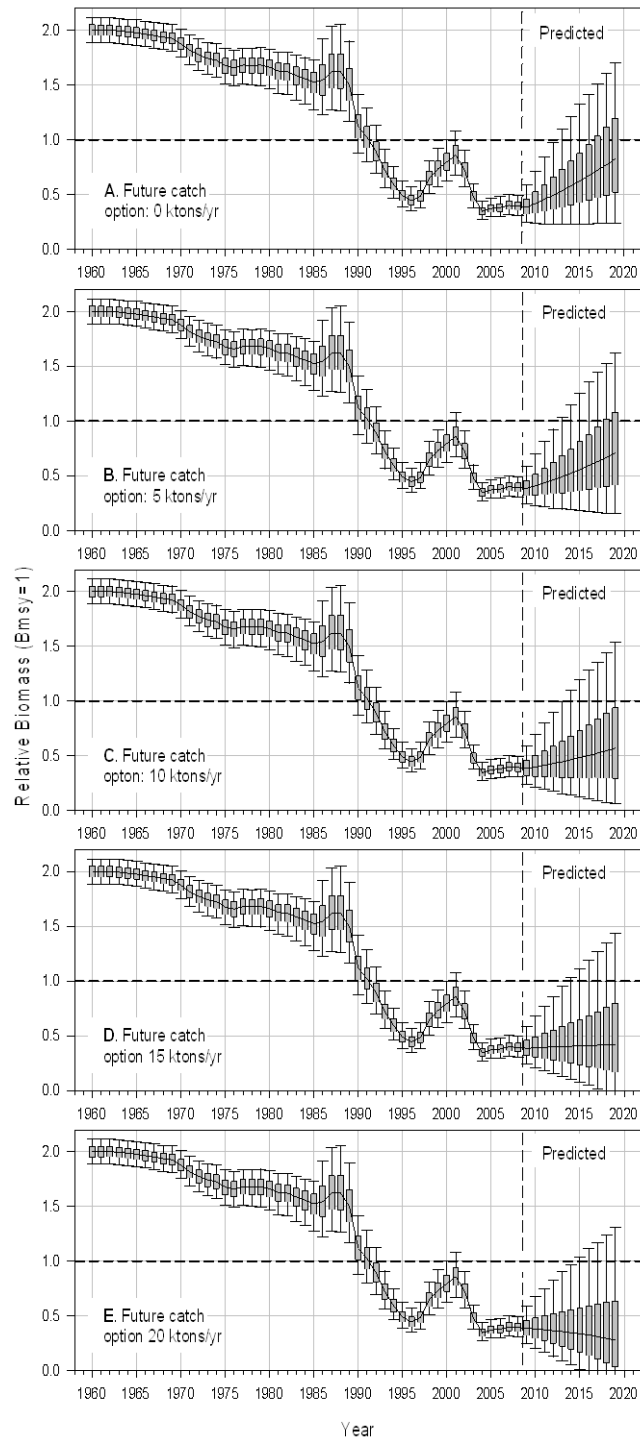 2.0
Predicted
1.5
1.0
A. Future catch
0.5
option: 0 ktons/yr
0.0
1960 1965 1970 1975 1980 1985 1990 1995 2000 2005 2010 2015 2020
2.0
Predicted
1.5
1.0
B. Future catch
0.5
option: 5 ktons/yr
0.0
1960 1965 1970 1975 1980 1985 1990 1995 2000 2005 2010 2015 2020
Relative Biomass (Bmsy=1)
2.0
Predicted
1.5
1.0
C. Future catch
0.5
opton: 10 ktons/yr
0.0
1960 1965 1970 1975 1980 1985 1990 1995 2000 2005 2010 2015 2020
2.0
Predicted
1.5
1.0
D. Future catch
0.5
option 15 ktons/yr
0.0
1960 1965 1970 1975 1980 1985 1990 1995 2000 2005 2010 2015 2020
2.0
Predicted
1.5
1.0
E. Future catch
0.5
option 20 ktons/yr
0.0
1960 1965 1970 1975 1980 1985 1990 1995 2000 2005 2010 2015 2020
Year